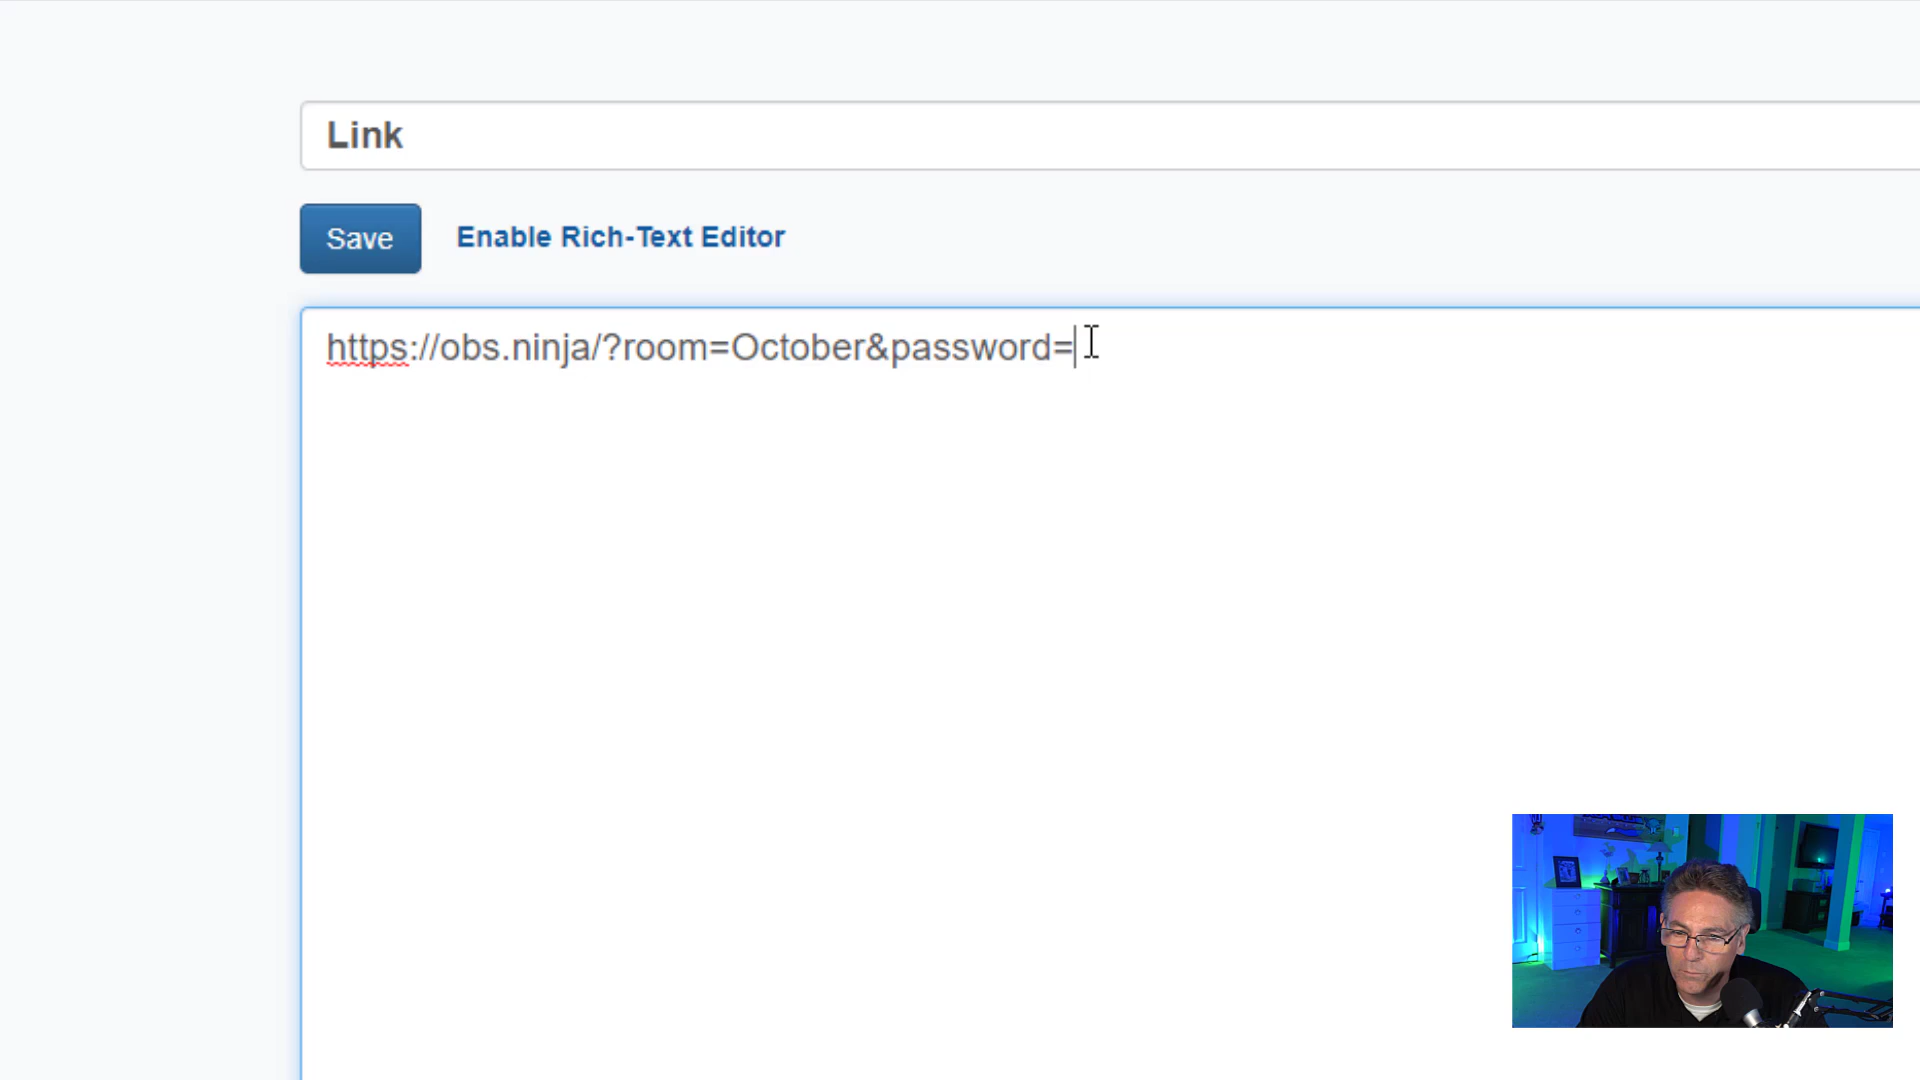 Link
Save Enable Rich-Text Editor
https://obs.ninja/?room=October&password=